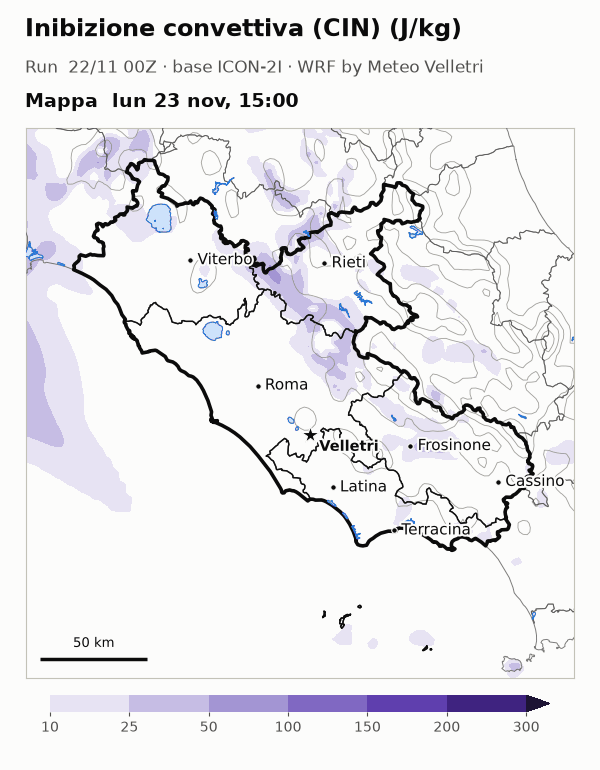 Inibizione convettiva (CIN) (J/kg)
Run  22/11 00Z · base ICON-2I · WRF by Meteo Velletri
Mappa  lun 23 nov, 15:00
Viterbo
Rieti
Roma
Velletri
Frosinone
Latina
Cassino
Terracina
50 km
10 25 50 100 150 200 300